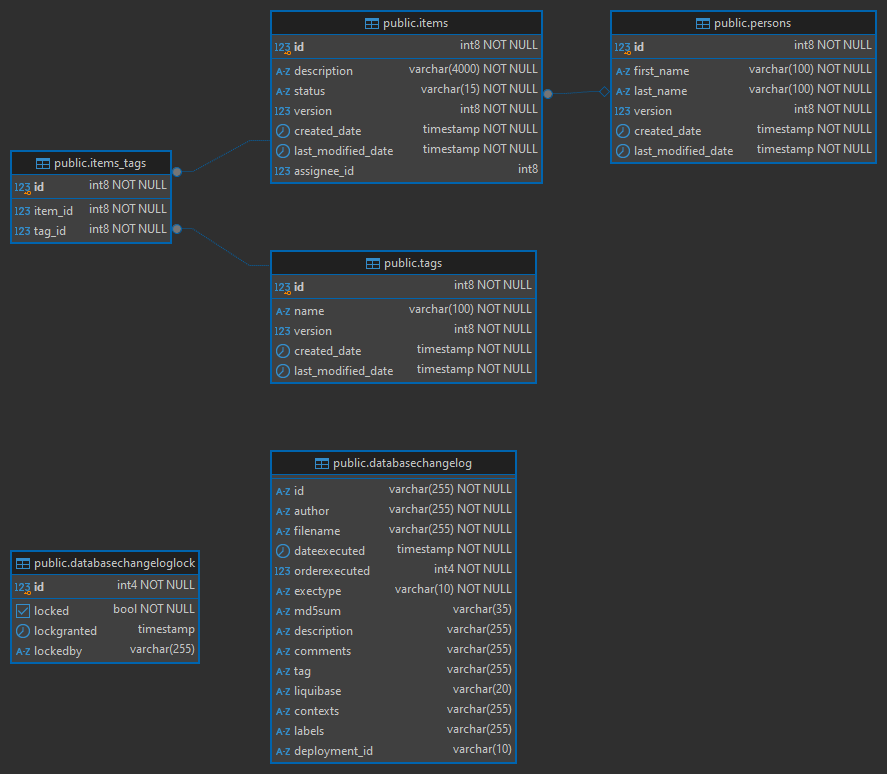 public.items
123 id int8 NOT NULL
A-Z description varchar(4000) NOT NULL
A-Z status varchar(15) NOT NULL
123 version int8 NOT NULL
created_date timestamp NOT NULL
last_modified_date timestamp NOT NULL
123 assignee_id int8
public.persons
123 id int8 NOT NULL
A-Z first_name varchar(100) NOT NULL
A-Z last_name varchar(100) NOT NULL
123 version int8 NOT NULL
created_date timestamp NOT NULL
last_modified_date timestamp NOT NULL
public.items_tags
123 id int8 NOT NULL
123 item_id int8 NOT NULL
123 tag_id int8 NOT NULL
public.tags
123 id int8 NOT NULL
A-Z name varchar(100) NOT NULL
123 version int8 NOT NULL
created_date timestamp NOT NULL
last_modified_date timestamp NOT NULL
public.databasechangelog
A-Z id varchar(255) NOT NULL
A-Z author varchar(255) NOT NULL
A-Z filename varchar(255) NOT NULL
dateexecuted timestamp NOT NULL
123 orderexecuted int4 NOT NULL
A-Z exectype varchar(10) NOT NULL
A-Z md5sum varchar(35)
A-Z description varchar(255)
A-Z comments varchar(255)
A-Z tag varchar(255)
A-Z liquibase varchar(20)
A-Z contexts varchar(255)
A-Z labels varchar(255)
A-Z deployment_id varchar(10)
public.databasechangeloglock
123 id int4 NOT NULL
locked bool NOT NULL
lockgranted timestamp
A-Z lockedby varchar(255)